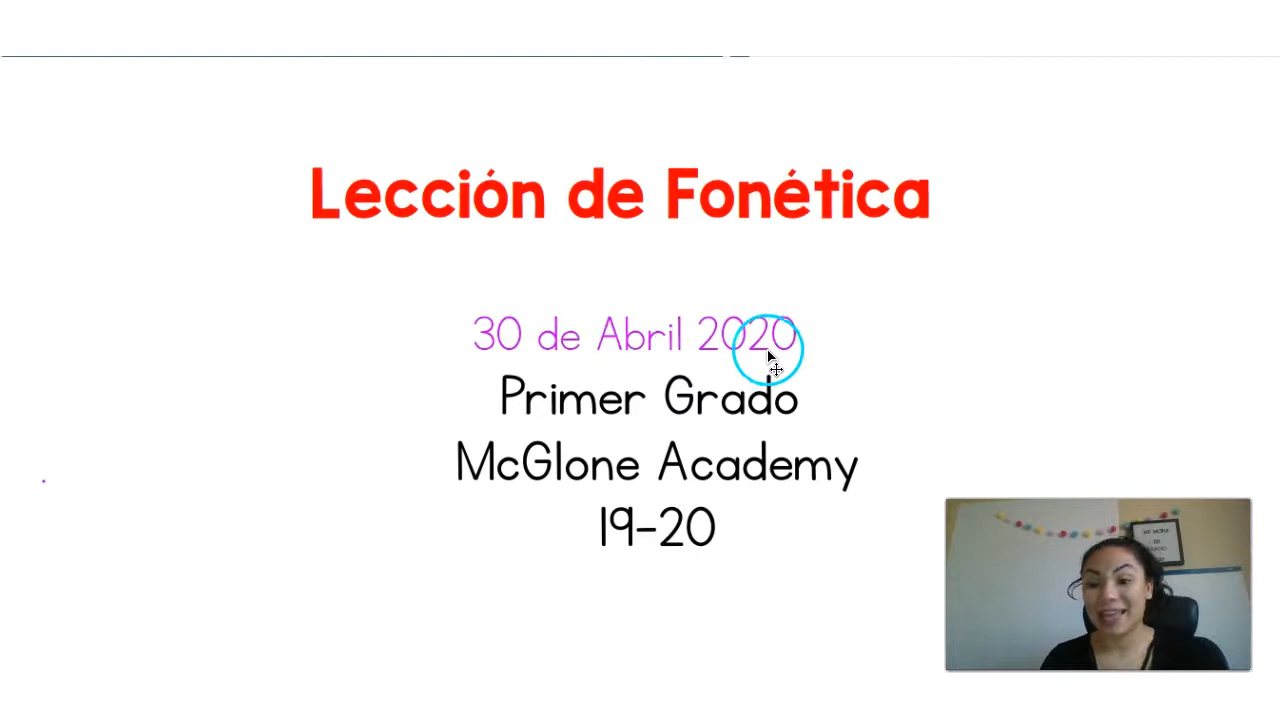 Lección de Fonética
30 de Abril 2020
Primer Grado
McGlone Academy
19-20